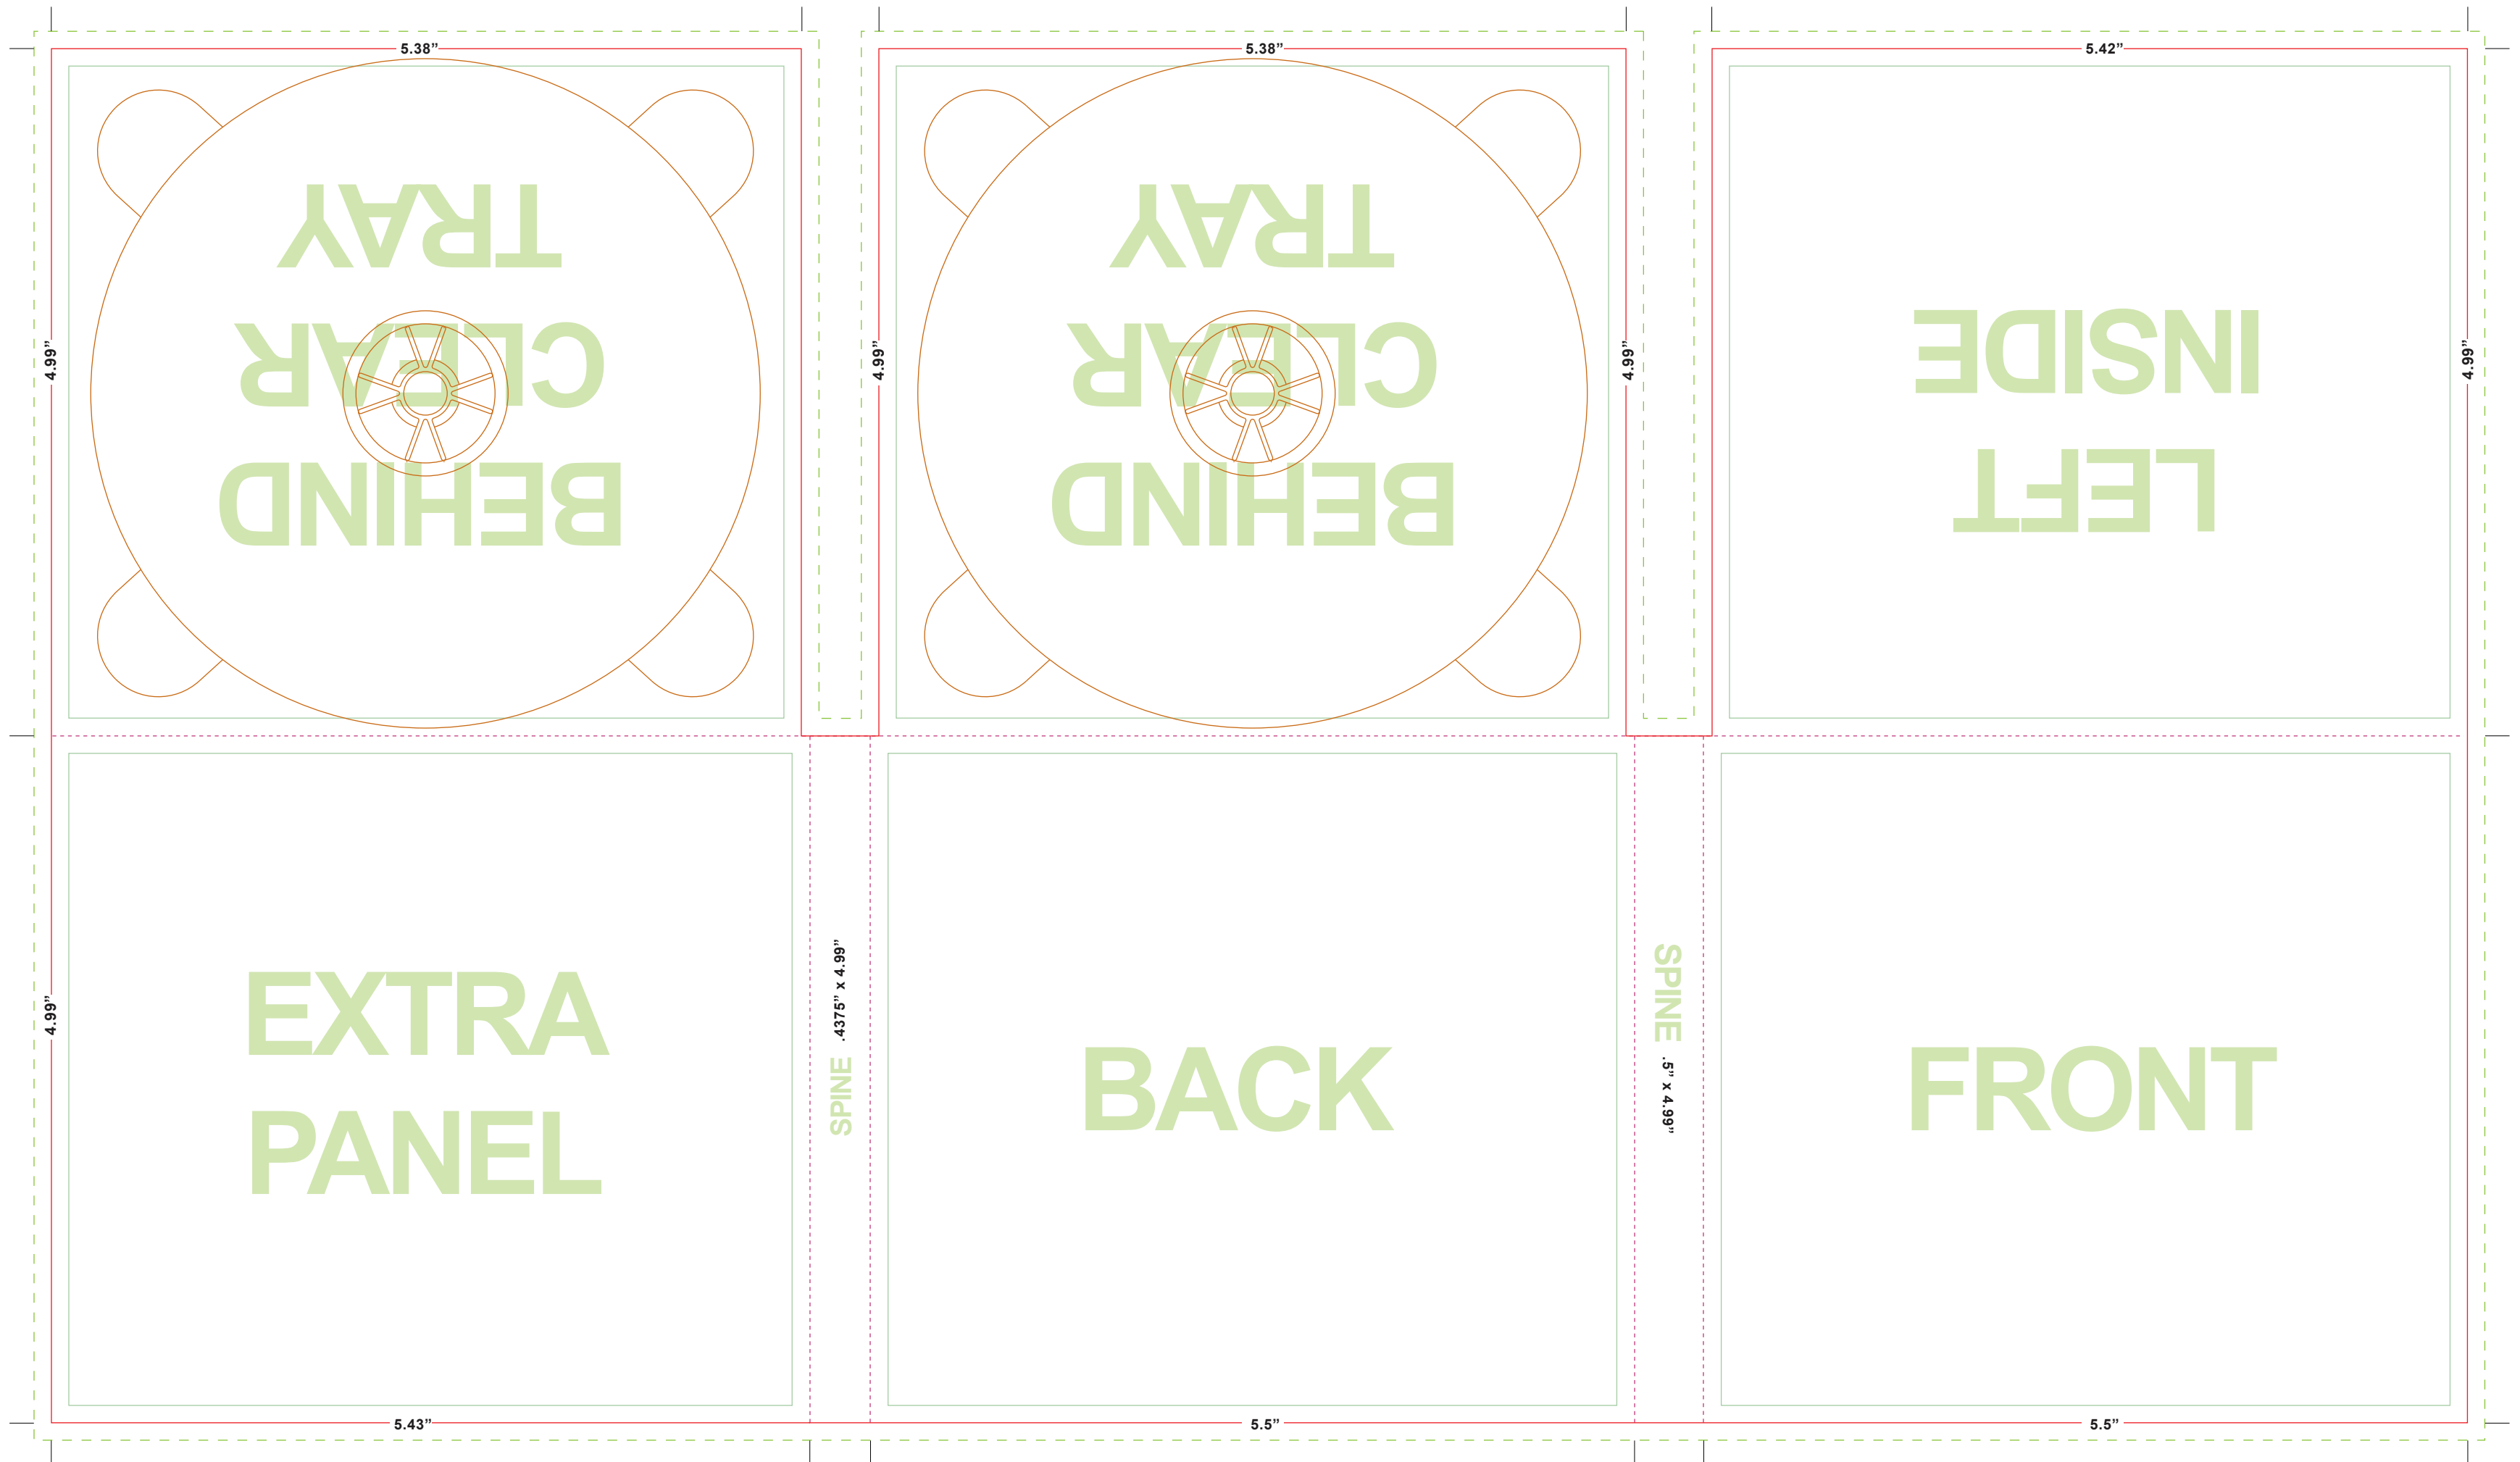 5.38”
5.38”
5.42”
BEHIND
CLEAR
TRAY
BEHIND
CLEAR
TRAY
LEFT
INSIDE
4.99”
4.99”
4.99”
4.99”
EXTRA
PANEL
4.99”
SPINE .4375” x 4.99”
BACK
SPINE .5” x 4.99”
FRONT
5.43”
5.5”
5.5”